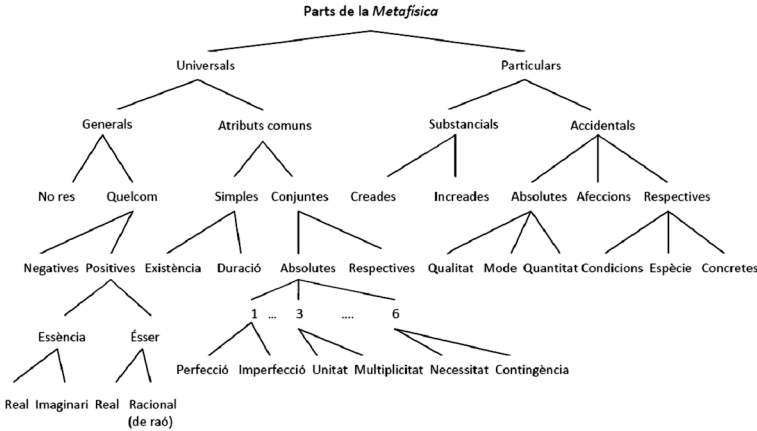 Parts de la Metafísica
Universals Particulars
Generals Atributs comuns Substancials Accidentals
No res Quelcom Simples Conjuntes Creades Increades Absolutes Afeccions Respectives
Negatives Positives Existència Duració Absolutes Respectives Qualitat Mode Quantitat Condicions Espècie Concretes
Essència Ésser 1 ... 3 .... 6
Perfecció Imperfecció Unitat Multiplicitat Necessitat Contingència
Real Imaginari Real Racional
(de raó)